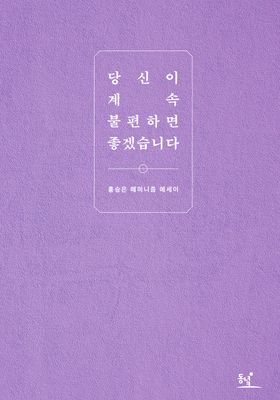 당신이
계속
불편하면
좋겠습니다
홍승은 페미니즘 에세이
동녘